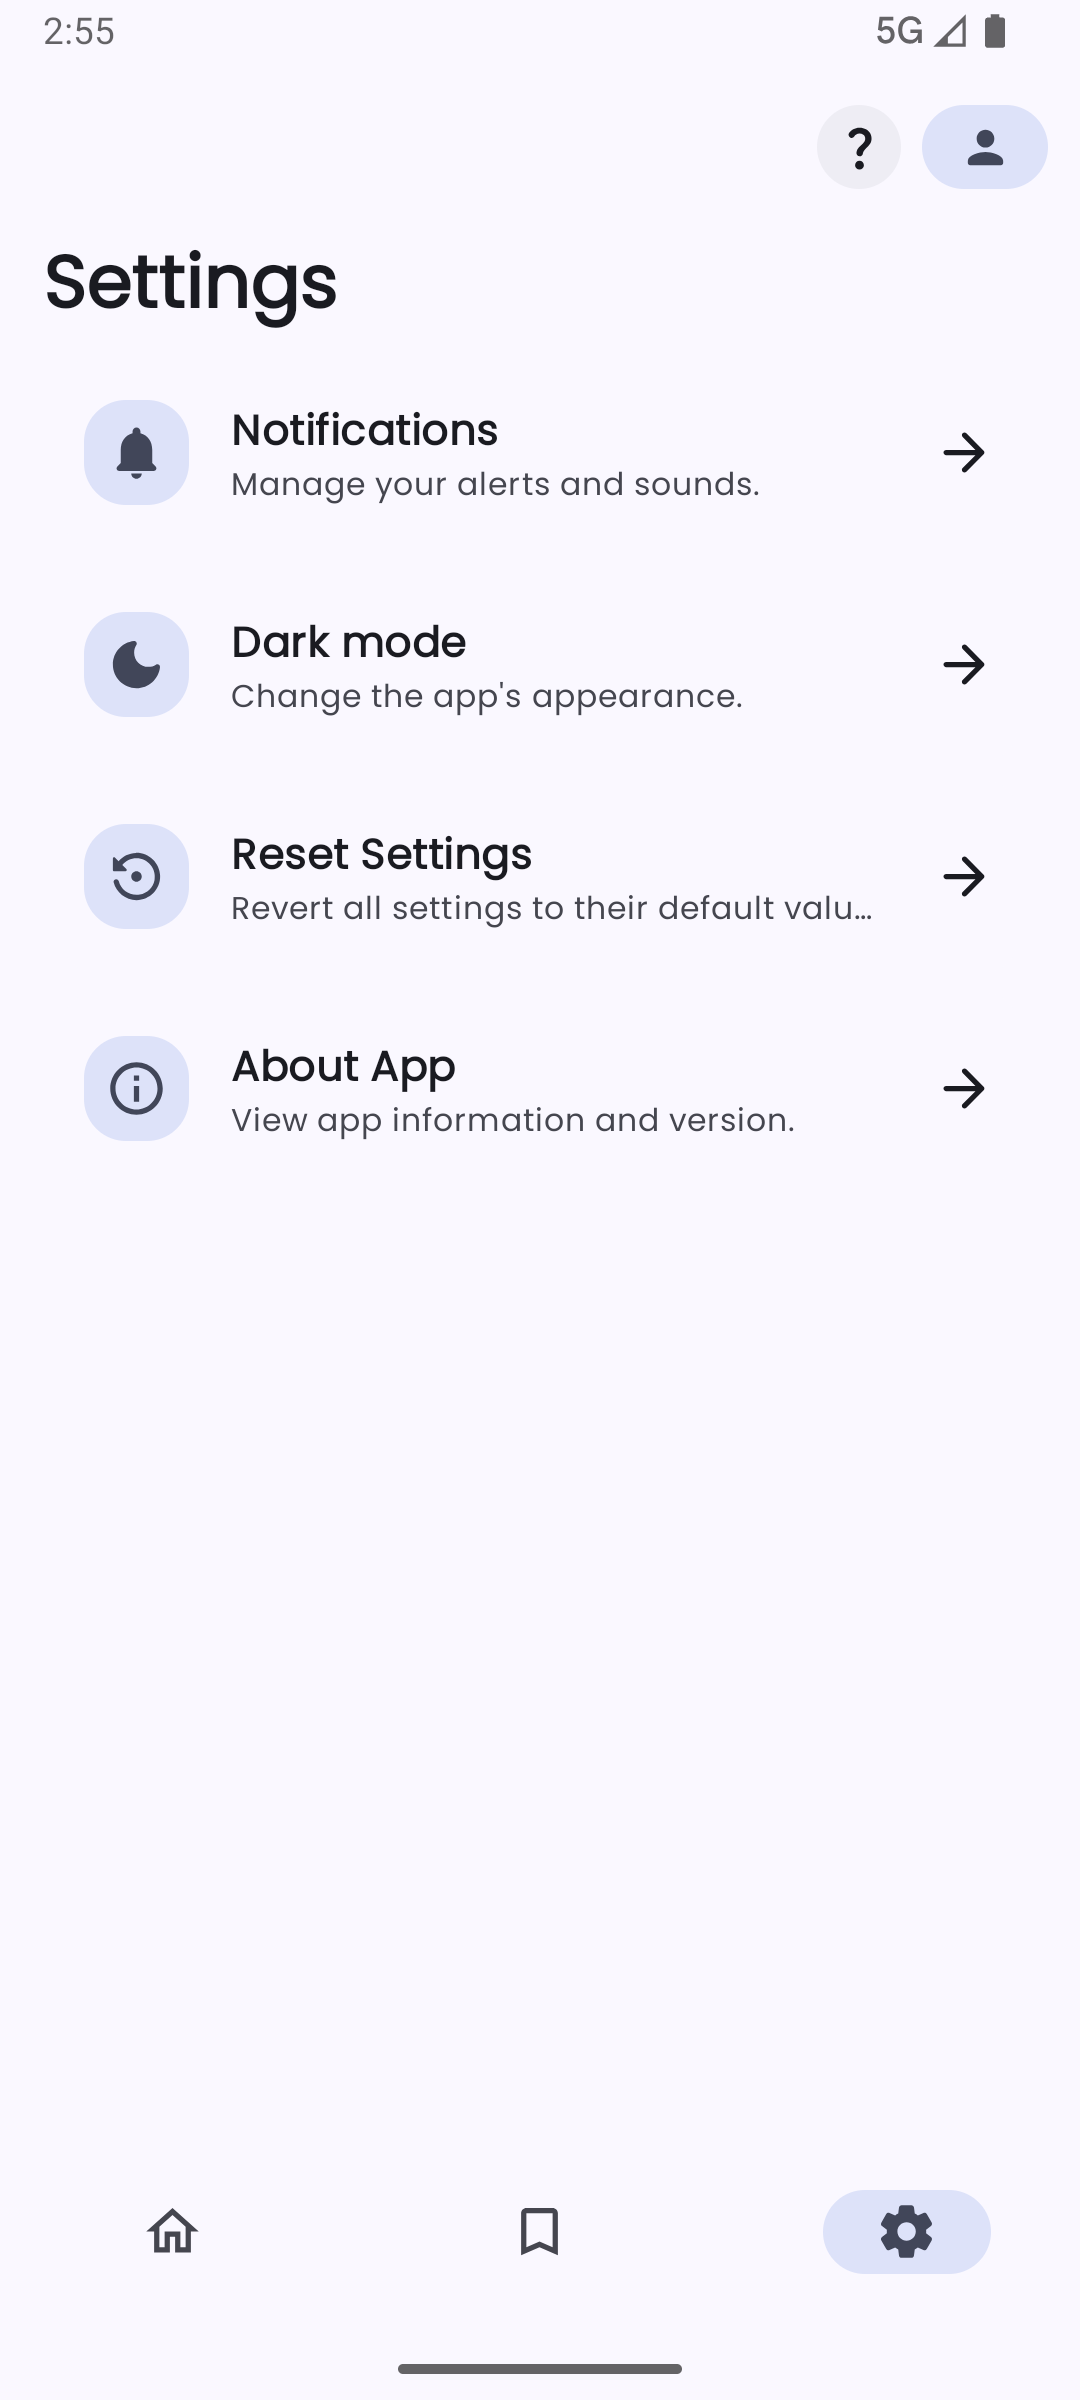 2:55
5G
?
Settings
Notifications
Manage your alerts and sounds.
Dark mode
Change the app's appearance.
Reset Settings
Revert all settings to their default valu...
About App
View app information and version.